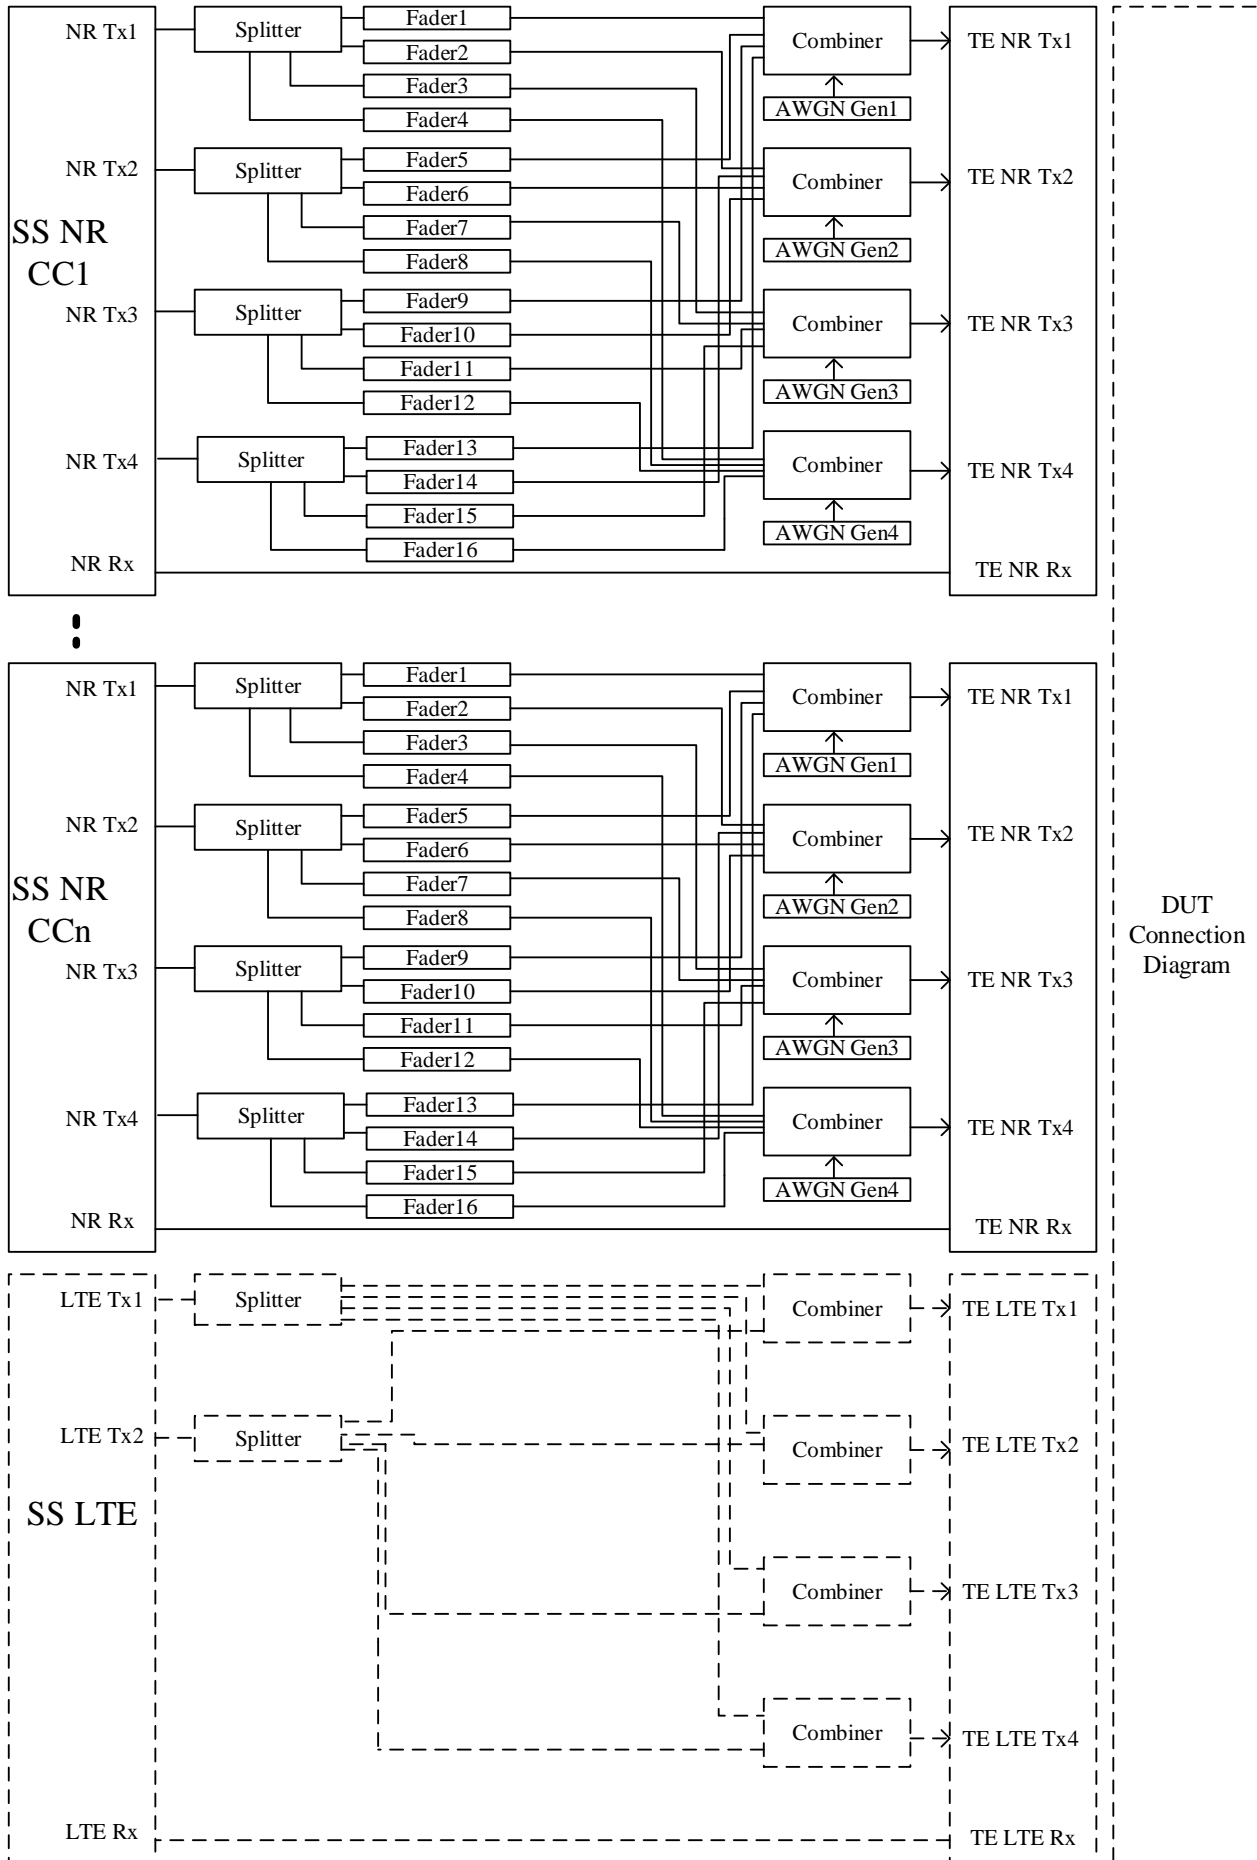 NR Tx1
Splitter
Fader1
Fader2
Fader3
Fader4
Combiner
AWGN Gen1
TE NR Tx1
NR Tx2
Splitter
Fader5
Fader6
Fader7
Fader8
Combiner
AWGN Gen2
TE NR Tx2
SS NR
CC1
NR Tx3
Splitter
Fader9
Fader10
Fader11
Fader12
Combiner
AWGN Gen3
TE NR Tx3
NR Tx4
Splitter
Fader13
Fader14
Fader15
Fader16
Combiner
AWGN Gen4
TE NR Tx4
NR Rx
TE NR Rx
NR Tx1
Splitter
Fader1
Fader2
Fader3
Fader4
Combiner
AWGN Gen1
TE NR Tx1
NR Tx2
Splitter
Fader5
Fader6
Fader7
Fader8
Combiner
AWGN Gen2
TE NR Tx2
SS NR
CCn
NR Tx3
Splitter
Fader9
Fader10
Fader11
Fader12
Combiner
AWGN Gen3
TE NR Tx3
NR Tx4
Splitter
Fader13
Fader14
Fader15
Fader16
Combiner
AWGN Gen4
TE NR Tx4
NR Rx
TE NR Rx
DUT
Connection
Diagram
LTE Tx1
Splitter
Combiner
TE LTE Tx1
LTE Tx2
Splitter
Combiner
TE LTE Tx2
SS LTE
Combiner
TE LTE Tx3
Combiner
TE LTE Tx4
LTE Rx
TE LTE Rx